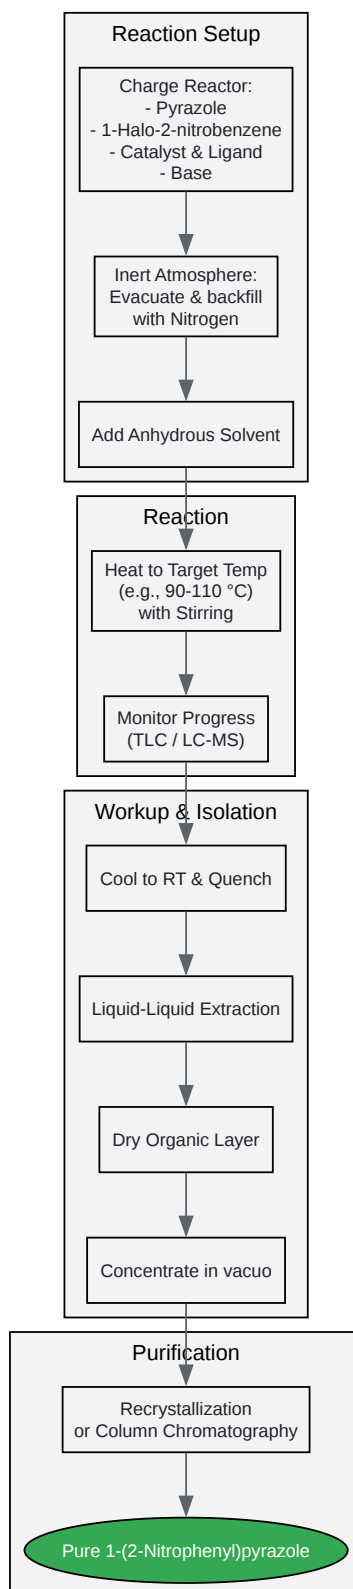 Reaction Setup
Charge Reactor:
- Pyrazole
- 1-Halo-2-nitrobenzene
- Catalyst & Ligand
- Base
Inert Atmosphere:
Evacuate & backfill
with Nitrogen
Add Anhydrous Solvent
Reaction
Heat to Target Temp
(e.g., 90-110 °C)
with Stirring
Monitor Progress
(TLC / LC-MS)
Workup & Isolation
Cool to RT & Quench
Liquid-Liquid Extraction
Dry Organic Layer
Concentrate in vacuo
Purification
Recrystallization
or Column Chromatography
Pure 1-(2-Nitrophenyl)pyrazole